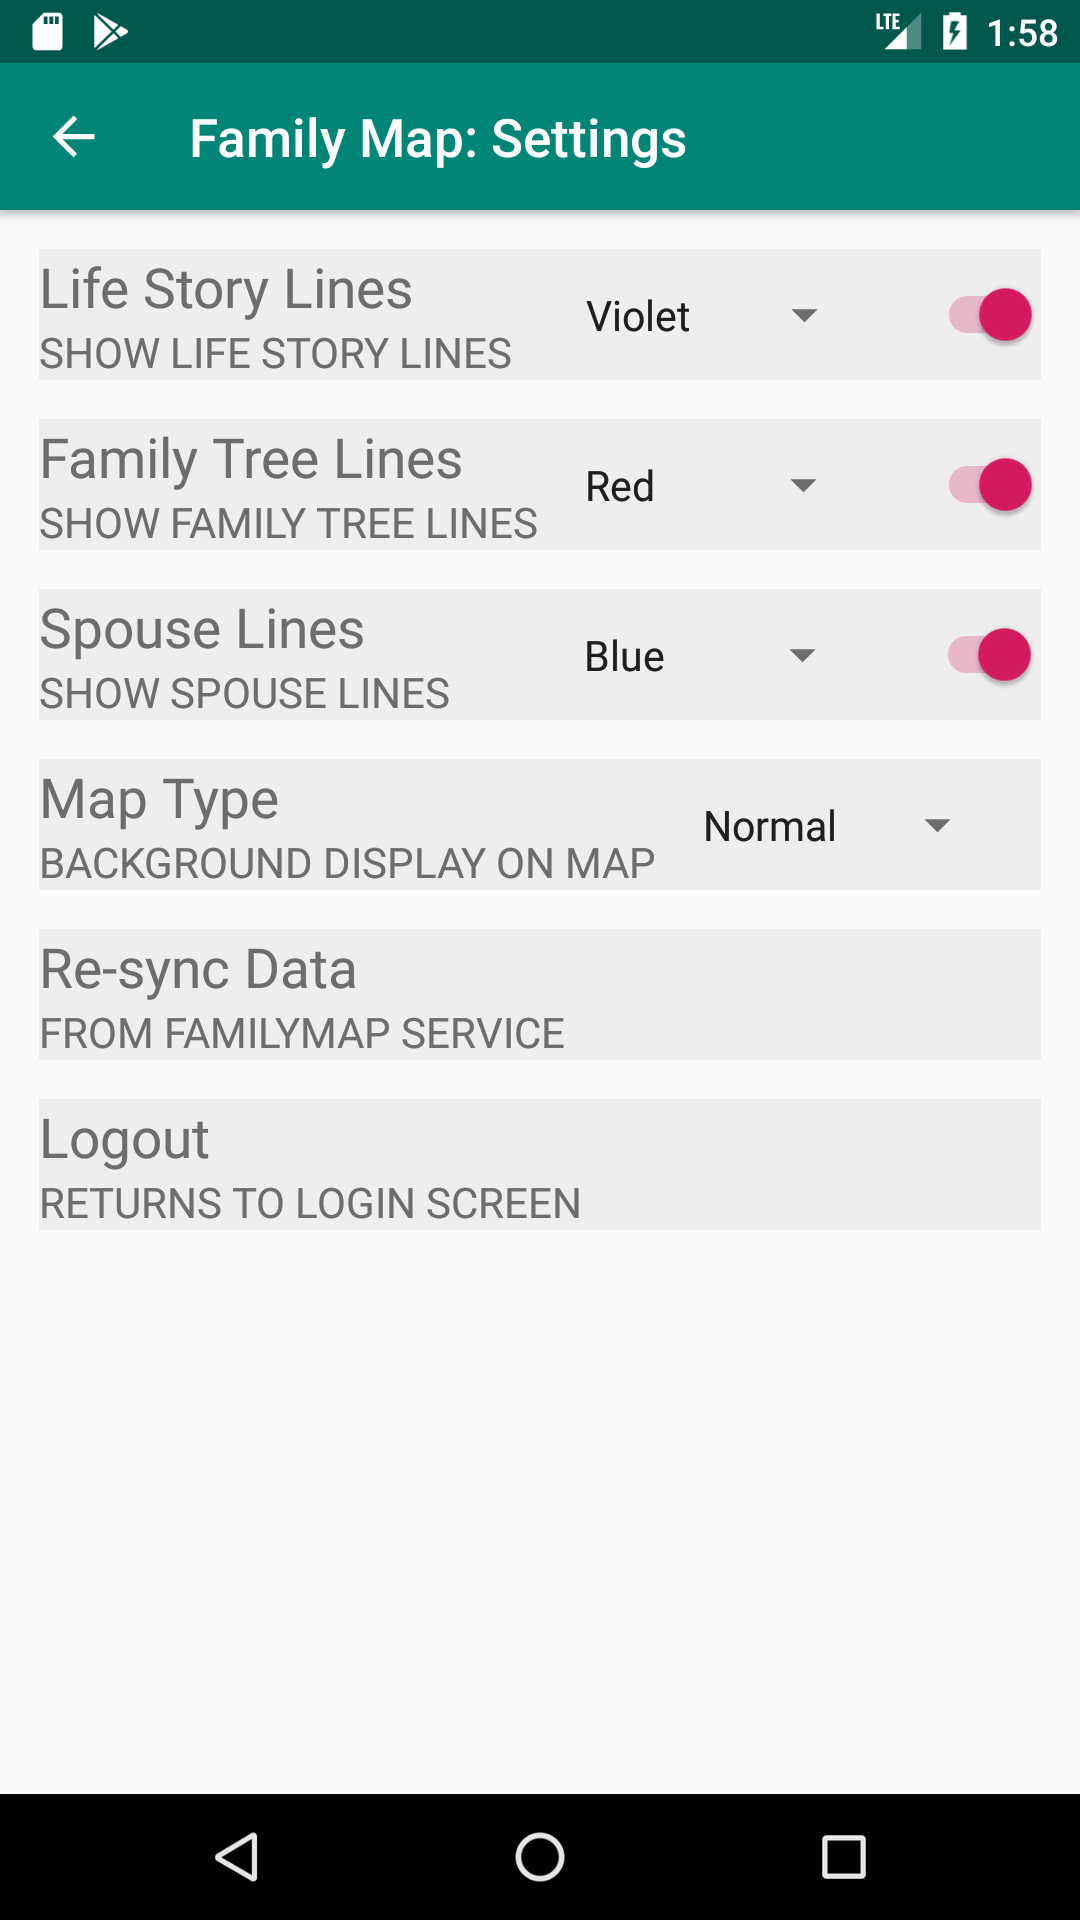 LTE 1:58
Family Map: Settings
Life Story Lines
SHOW LIFE STORY LINES
Violet
Family Tree Lines
SHOW FAMILY TREE LINES
Red
Spouse Lines
SHOW SPOUSE LINES
Blue
Map Type
BACKGROUND DISPLAY ON MAP
Normal
Re-sync Data
FROM FAMILYMAP SERVICE
Logout
RETURNS TO LOGIN SCREEN